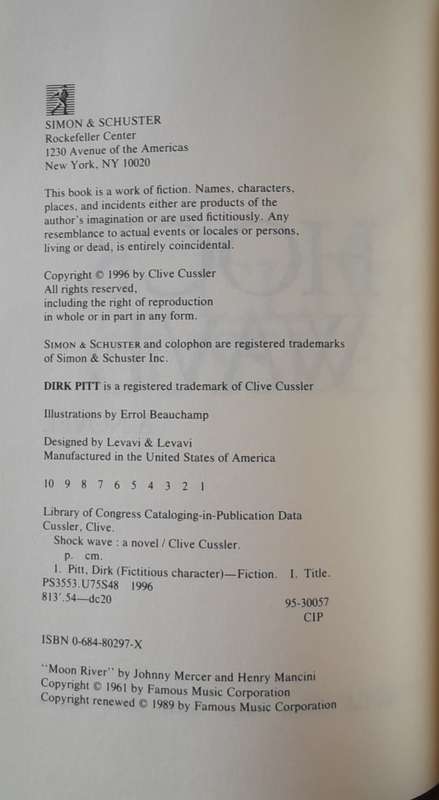 SIMON & SCHUSTER
Rockefeller Center
1230 Avenue of the Americas
New York, NY 10020
This book is a work of fiction. Names, characters,
places, and incidents either are products of the
author's imagination or are used fictitiously. Any
resemblance to actual events or locales or persons,
living or dead, is entirely coincidental.
Copyright © 1996 by Clive Cussler
All rights reserved,
including the right of reproduction
in whole or in part in any form.
SIMON & SCHUSTER and colophon are registered trademarks
of Simon & Schuster Inc.
DIRK PITT is a registered trademark of Clive Cussler
Illustrations by Errol Beauchamp
Designed by Levavi & Levavi
Manufactured in the United States of America
10 9 8 7 6 5 4 3 2 1
Library of Congress Cataloging-in-Publication Data
Cussler, Clive.
Shock wave : a novel / Clive Cussler.
p. cm.
1. Pitt, Dirk (Fictitious character)—Fiction. I. Title.
PS3553.U75S48 1996
813'.54—dc20 95-30057
CIP
ISBN 0-684-80297-X
"Moon River" by Johnny Mercer and Henry Mancini
Copyright © 1961 by Famous Music Corporation
Copyright renewed © 1989 by Famous Music Corporation